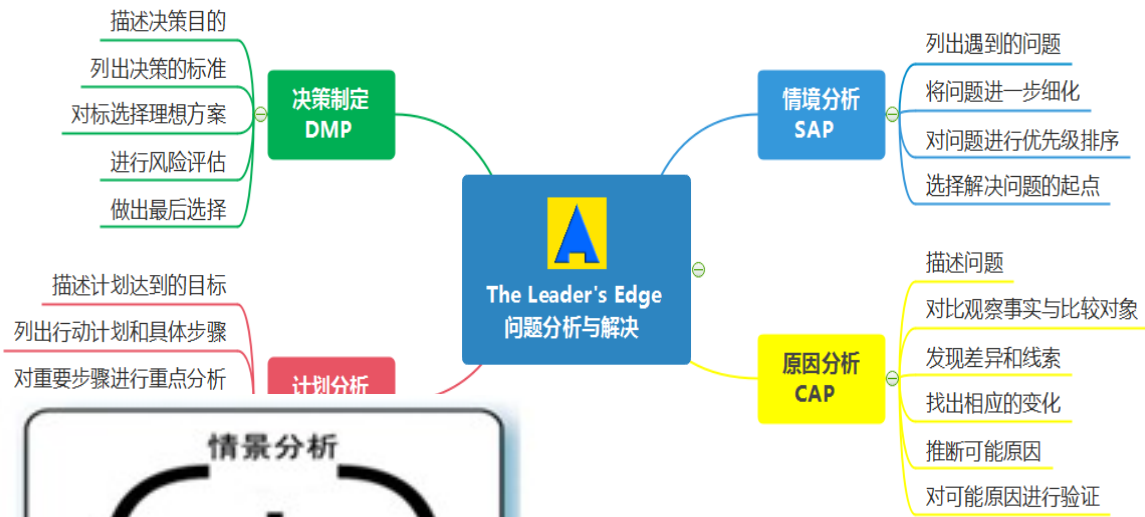 描述决策目的
列出决策的标准
对标选择理想方案
进行风险评估
做出最后选择
决策制定
DMP
情境分析
SAP
列出遇到的问题
将问题进一步细化
对问题进行优先级排序
选择解决问题的起点
The Leader's Edge
问题分析与解决
描述计划达到的目标
列出行动计划和具体步骤
对重要步骤进行重点分析
计划分析
原因分析
CAP
描述问题
对比观察事实与比较对象
发现差异和线索
找出相应的变化
推断可能原因
对可能原因进行验证
情景分析